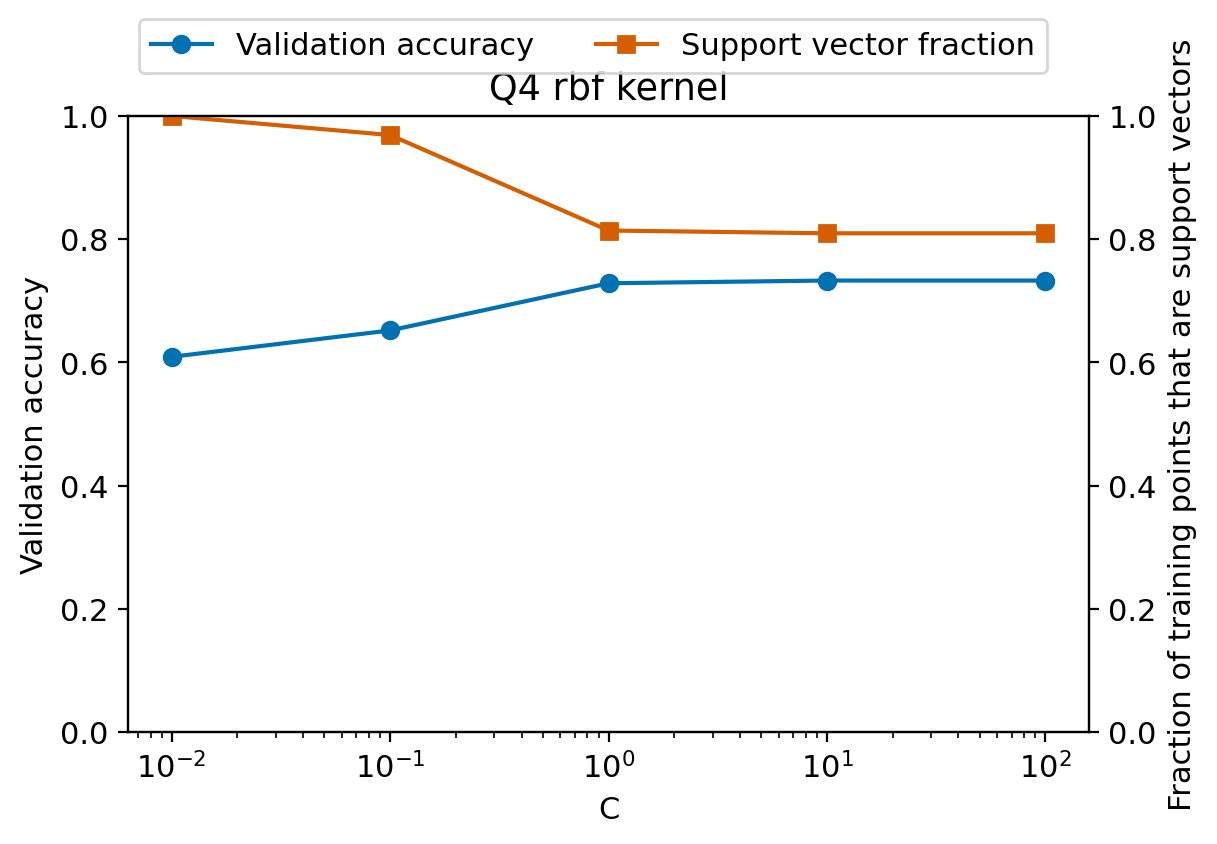 Validation accuracy
Support vector fraction
Q4 rbf kernel
Validation accuracy
1.0
0.8
0.6
0.4
0.2
0.0
1.0
0.8
0.6
0.4
0.2
0.0
Fraction of training points that are support vectors
10⁻²
10⁻¹
10⁰
10¹
10²
C